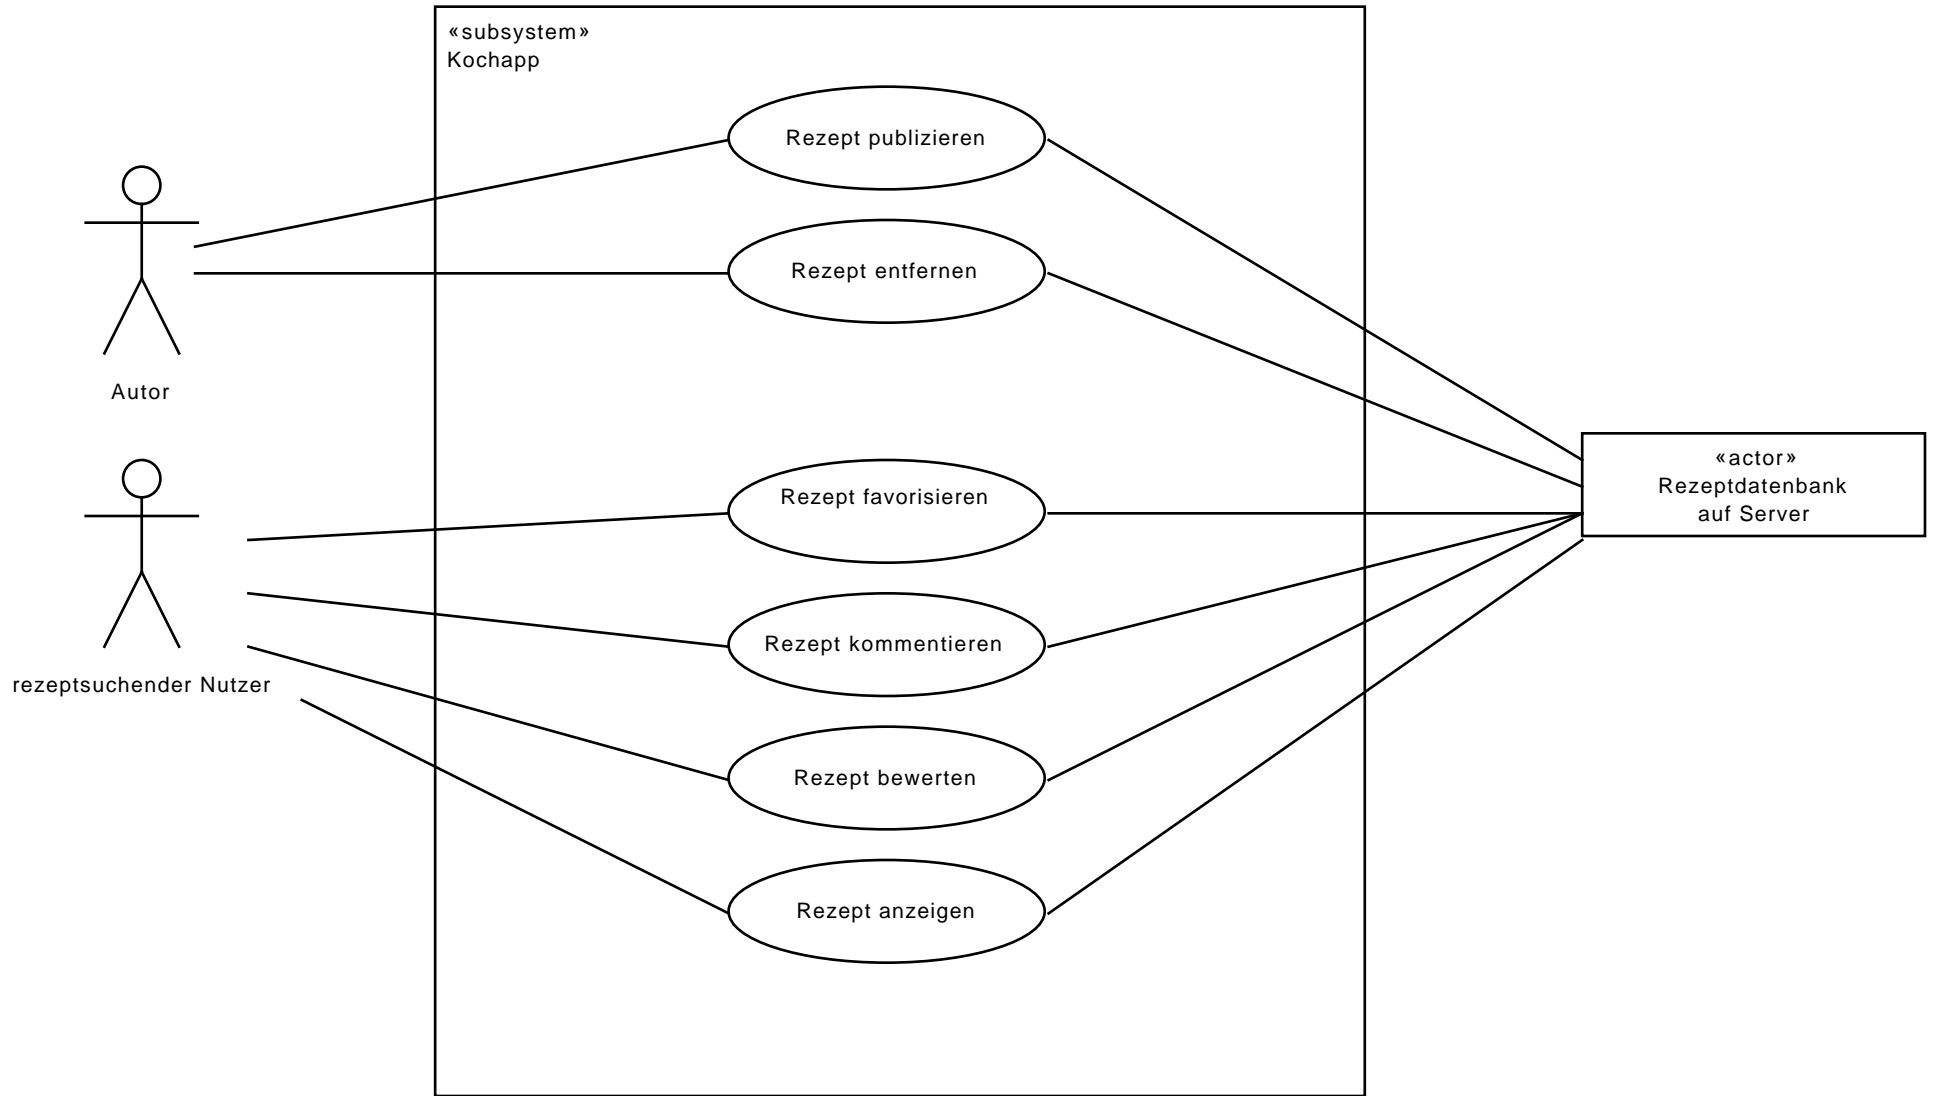 «subsystem»
Kochapp
Rezept publizieren
Rezept entfernen
Autor
Rezept favorisieren
«actor»
Rezeptdatenbank
auf Server
Rezept kommentieren
rezeptsuchender Nutzer
Rezept bewerten
Rezept anzeigen